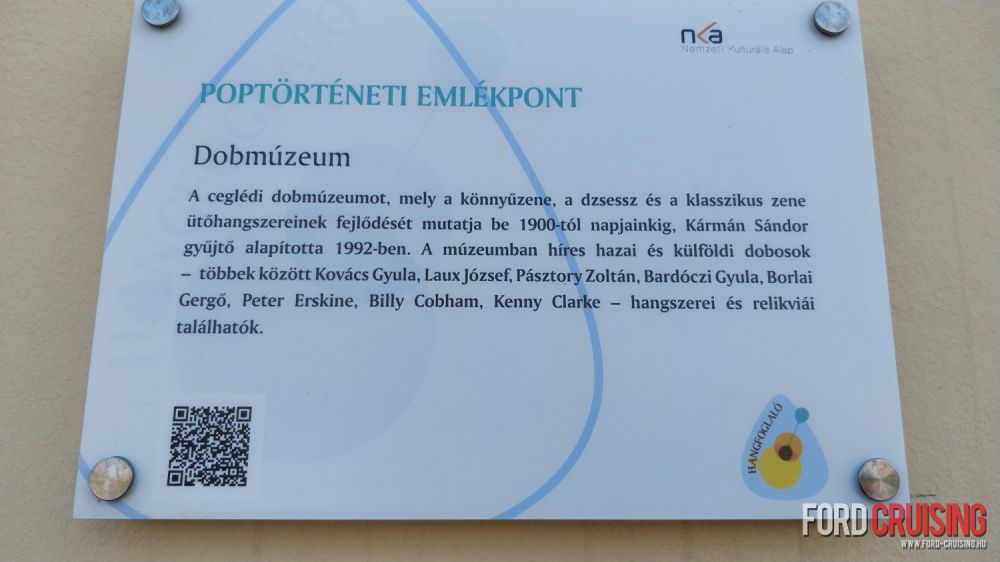 nka
Nemzeti Kulturális Alap
POPTÖRTÉNETI EMLÉKPONT
Dobmúzeum
A ceglédi dobmúzeumot, mely a könnyűzene, a dzsessz és a klasszikus zene
ütőhangszereinek fejlődését mutatja be 1900-tól napjainkig, Kármán Sándor
gyűjtő alapította 1992-ben. A múzeumban híres hazai és külföldi dobosok
– többek között Kovács Gyula, Laux József, Pásztory Zoltán, Bardóczi Gyula, Borlai
Gergő, Peter Erskine, Billy Cobham, Kenny Clarke – hangszerei és relikviái
találhatók.
HANGFOGLALÓ
FORD CRUISING
WWW.FORD-CRUISING.HU